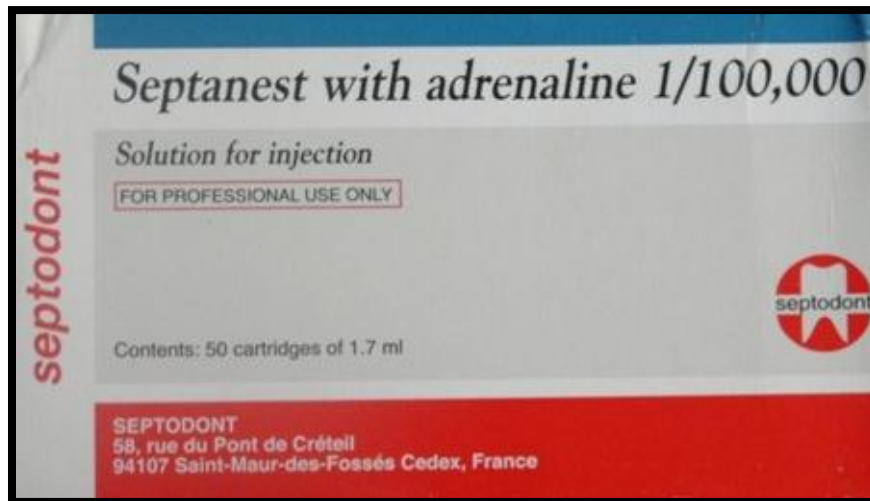 Septanest with adrenaline 1/100,000
Solution for injection
FOR PROFESSIONAL USE ONLY
septodont
septodont
Contents: 50 cartridges of 1.7 ml
SEPTODONT
58, rue du Pont de Créteil
94107 Saint-Maur-des-Fossés Cedex, France